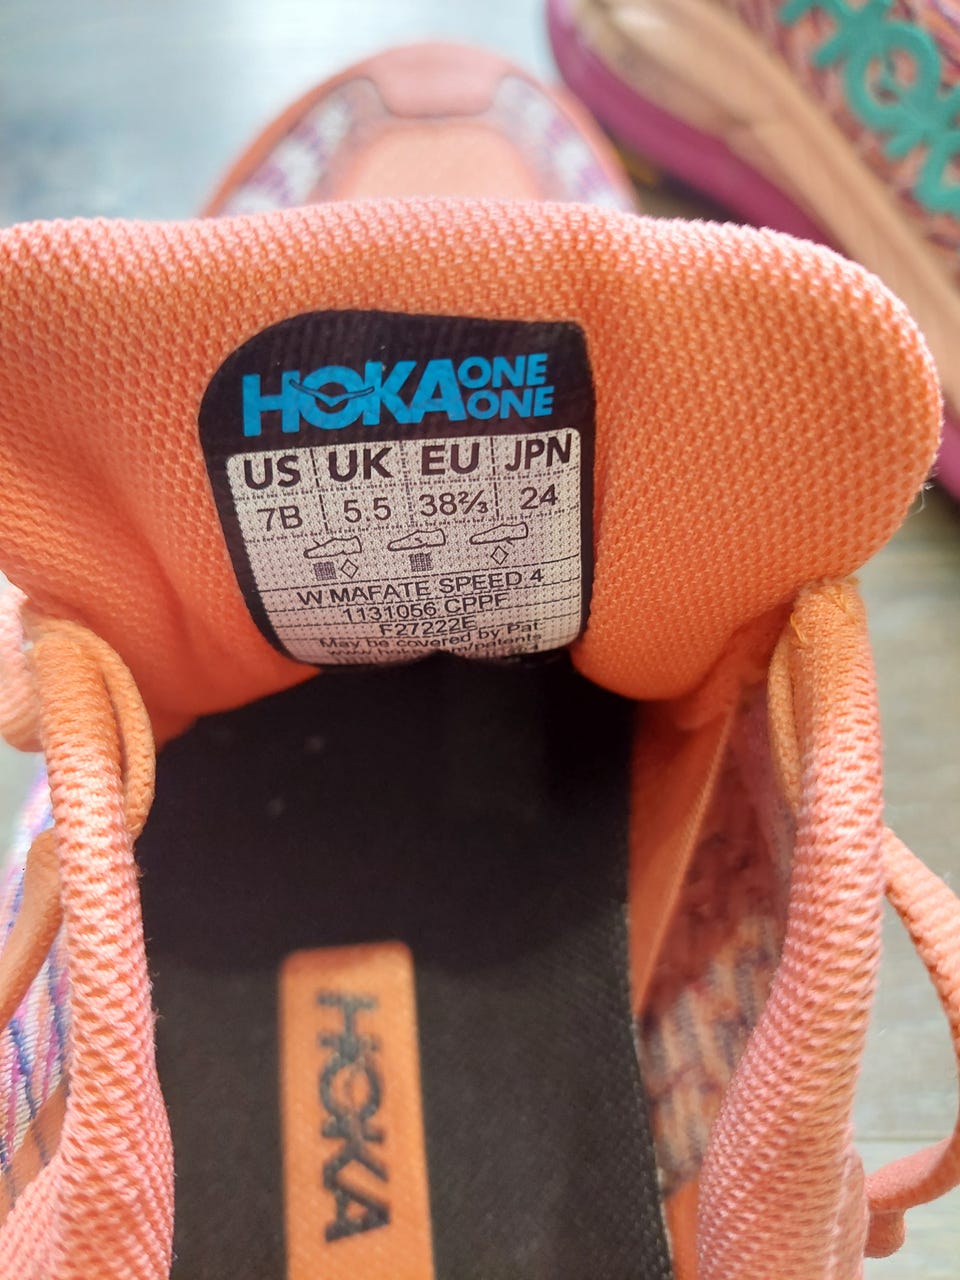 HOKA
HOKA ONE ONE
US UK EU JPN
7B 5.5 38⅔ 24
W MAFATE SPEED 4
1131056 CPPF
F27222E
May be covered by Pat
HOKA